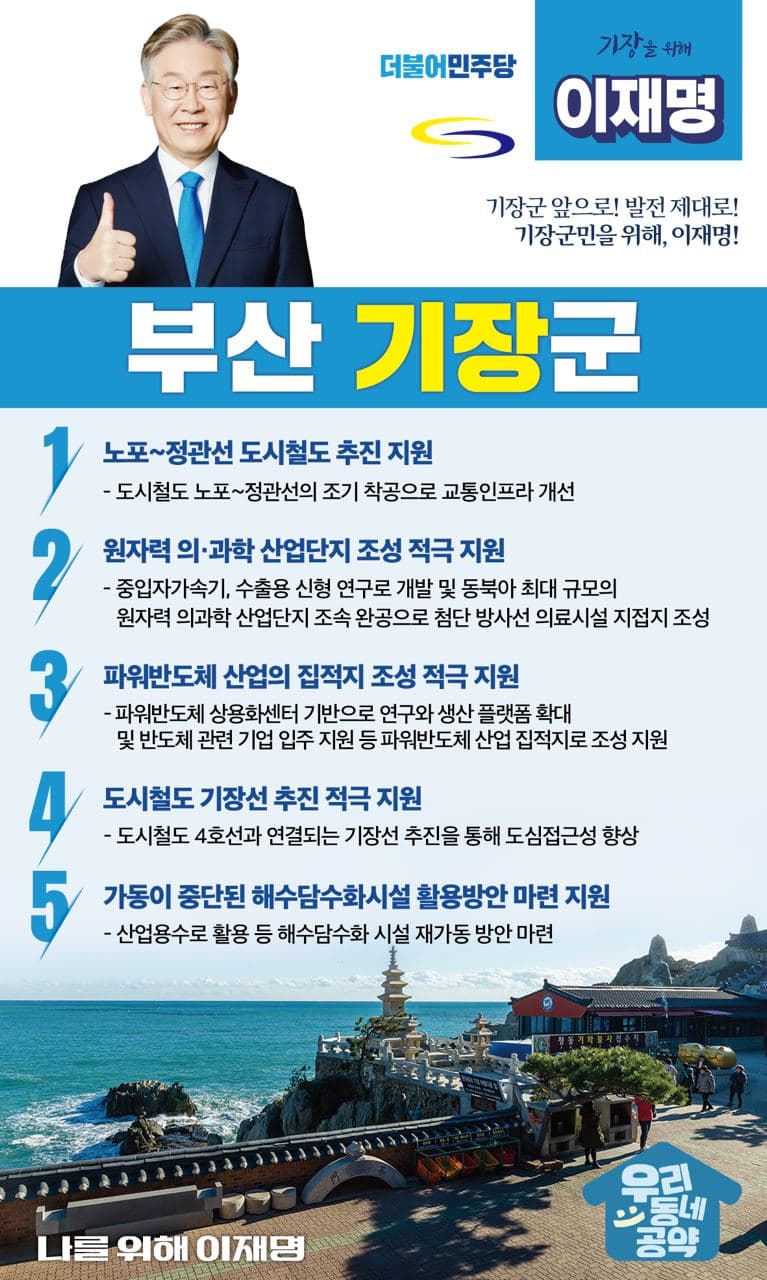 더불어민주당
기장을 위해
이재명
기장군 앞으로! 발전 제대로!
기장군민을 위해, 이재명!
부산 기장군
1 노포~정관선 도시철도 추진 지원
- 도시철도 노포~정관선의 조기 착공으로 교통인프라 개선
2 원자력 의·과학 산업단지 조성 적극 지원
- 중입자가속기, 수출용 신형 연구로 개발 및 동북아 최대 규모의
원자력 의과학 산업단지 조속 완공으로 첨단 방사선 의료시설 지접지 조성
3 파워반도체 산업의 집적지 조성 적극 지원
- 파워반도체 상용화센터 기반으로 연구와 생산 플랫폼 확대
및 반도체 관련 기업 입주 지원 등 파워반도체 산업 집적지로 조성 지원
4 도시철도 기장선 추진 적극 지원
- 도시철도 4호선과 연결되는 기장선 추진을 통해 도심접근성 향상
5 가동이 중단된 해수담수화시설 활용방안 마련 지원
- 산업용수로 활용 등 해수담수화 시설 재가동 방안 마련
나를 위해 이재명
우리
동네
공약